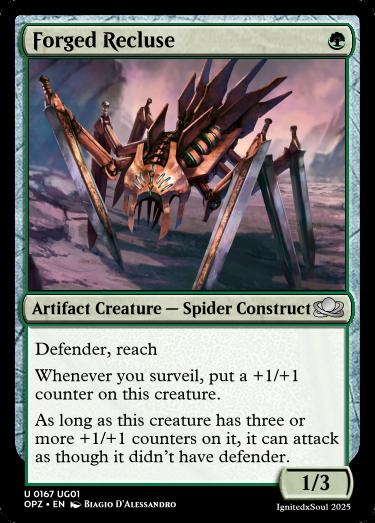 Forged Recluse
Artifact Creature — Spider Construct
Defender, reach
Whenever you surveil, put a +1/+1
counter on this creature.
As long as this creature has three or
more +1/+1 counters on it, it can attack
as though it didn't have defender.
1/3
U 0167 UG01
OPZ • EN Biagio D'Alessandro
IgnitedxSoul 2025